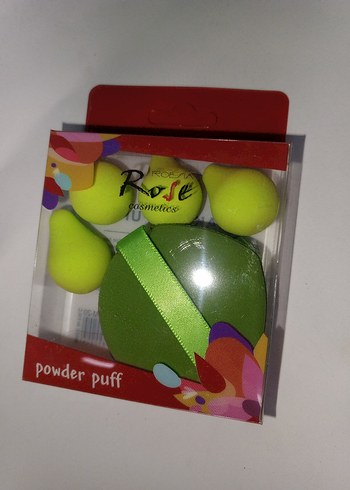 Rose
cosmetics
powder puff